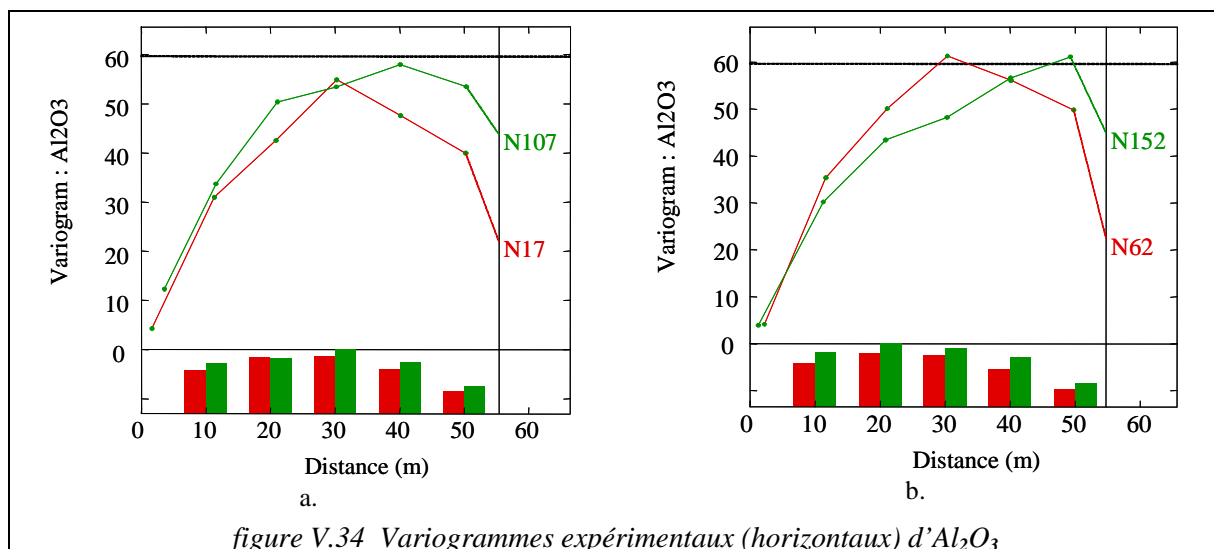 Variogram : Al2O3
60
50
40
30
20
10
0
N107
N17
0 10 20 30 40 50 60
Distance (m)
a.
Variogram : Al2O3
60
50
40
30
20
10
0
N152
N62
0 10 20 30 40 50 60
Distance (m)
b.
figure V.34 Variogrammes expérimentaux (horizontaux) d'Al₂O₃